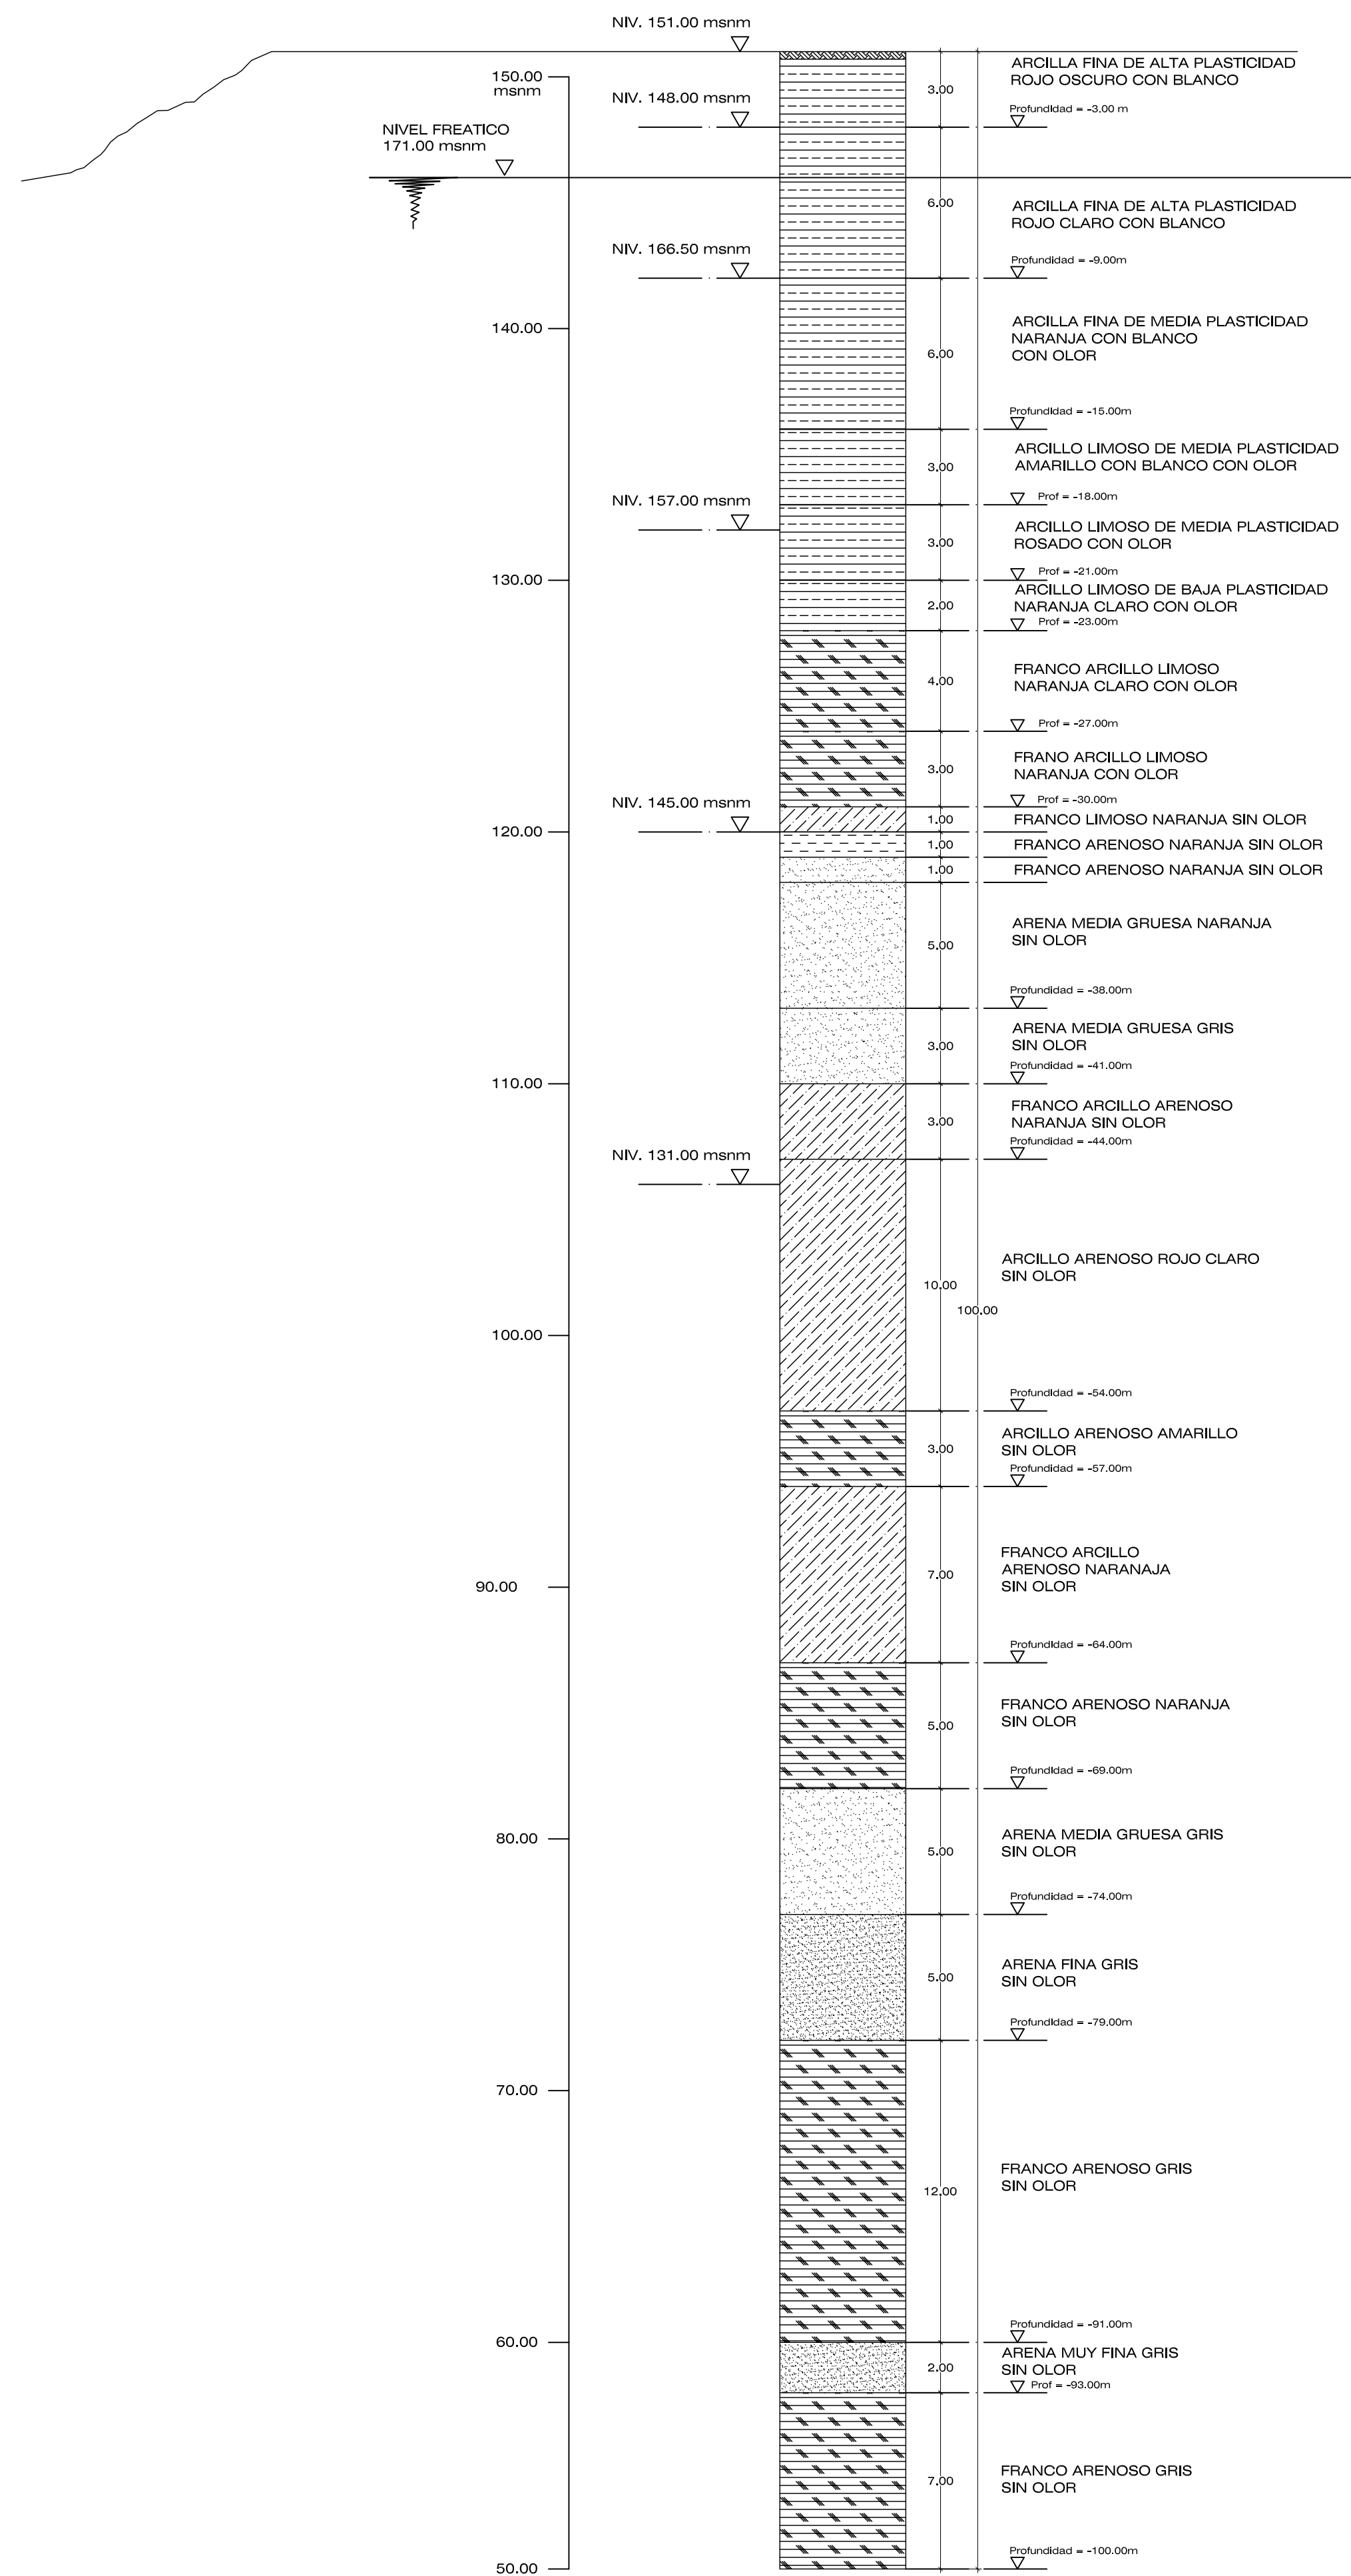 NIV. 151.00 msnm
ARCILLA FINA DE ALTA PLASTICIDAD
ROJO OSCURO CON BLANCO
150.00
msnm
3.00
NIV. 148.00 msnm
Profundidad = -3.00 m
NIVEL FREATICO
171.00 msnm
6.00
ARCILLA FINA DE ALTA PLASTICIDAD
ROJO CLARO CON BLANCO
NIV. 166.50 msnm
Profundidad = -9.00m
140.00
6.00
ARCILLA FINA DE MEDIA PLASTICIDAD
NARANJA CON BLANCO
CON OLOR
Profundidad = -15.00m
3.00
ARCILLO LIMOSO DE MEDIA PLASTICIDAD
AMARILLO CON BLANCO CON OLOR
NIV. 157.00 msnm
Prof = -18.00m
3.00
ARCILLO LIMOSO DE MEDIA PLASTICIDAD
ROSADO CON OLOR
130.00
Prof = -21.00m
2.00
ARCILLO LIMOSO DE BAJA PLASTICIDAD
NARANJA CLARO CON OLOR
Prof = -23.00m
4.00
FRANCO ARCILLO LIMOSO
NARANJA CLARO CON OLOR
Prof = -27.00m
3.00
FRANO ARCILLO LIMOSO
NARANJA CON OLOR
NIV. 145.00 msnm
Prof = -30.00m
1.00
FRANCO LIMOSO NARANJA SIN OLOR
120.00
1.00
FRANCO ARENOSO NARANJA SIN OLOR
1.00
FRANCO ARENOSO NARANJA SIN OLOR
5.00
ARENA MEDIA GRUESA NARANJA
SIN OLOR
Profundidad = -38.00m
3.00
ARENA MEDIA GRUESA GRIS
SIN OLOR
Profundidad = -41.00m
110.00
3.00
FRANCO ARCILLO ARENOSO
NARANJA SIN OLOR
Profundidad = -44.00m
NIV. 131.00 msnm
10.00
ARCILLO ARENOSO ROJO CLARO
SIN OLOR
100.00
100.00
Profundidad = -54.00m
3.00
ARCILLO ARENOSO AMARILLO
SIN OLOR
Profundidad = -57.00m
7.00
FRANCO ARCILLO
ARENOSO NARANAJA
SIN OLOR
90.00
Profundidad = -64.00m
5.00
FRANCO ARENOSO NARANJA
SIN OLOR
Profundidad = -69.00m
80.00
5.00
ARENA MEDIA GRUESA GRIS
SIN OLOR
Profundidad = -74.00m
5.00
ARENA FINA GRIS
SIN OLOR
Profundidad = -79.00m
70.00
12.00
FRANCO ARENOSO GRIS
SIN OLOR
Profundidad = -91.00m
60.00
2.00
ARENA MUY FINA GRIS
SIN OLOR
Prof = -93.00m
7.00
FRANCO ARENOSO GRIS
SIN OLOR
Profundidad = -100.00m
50.00